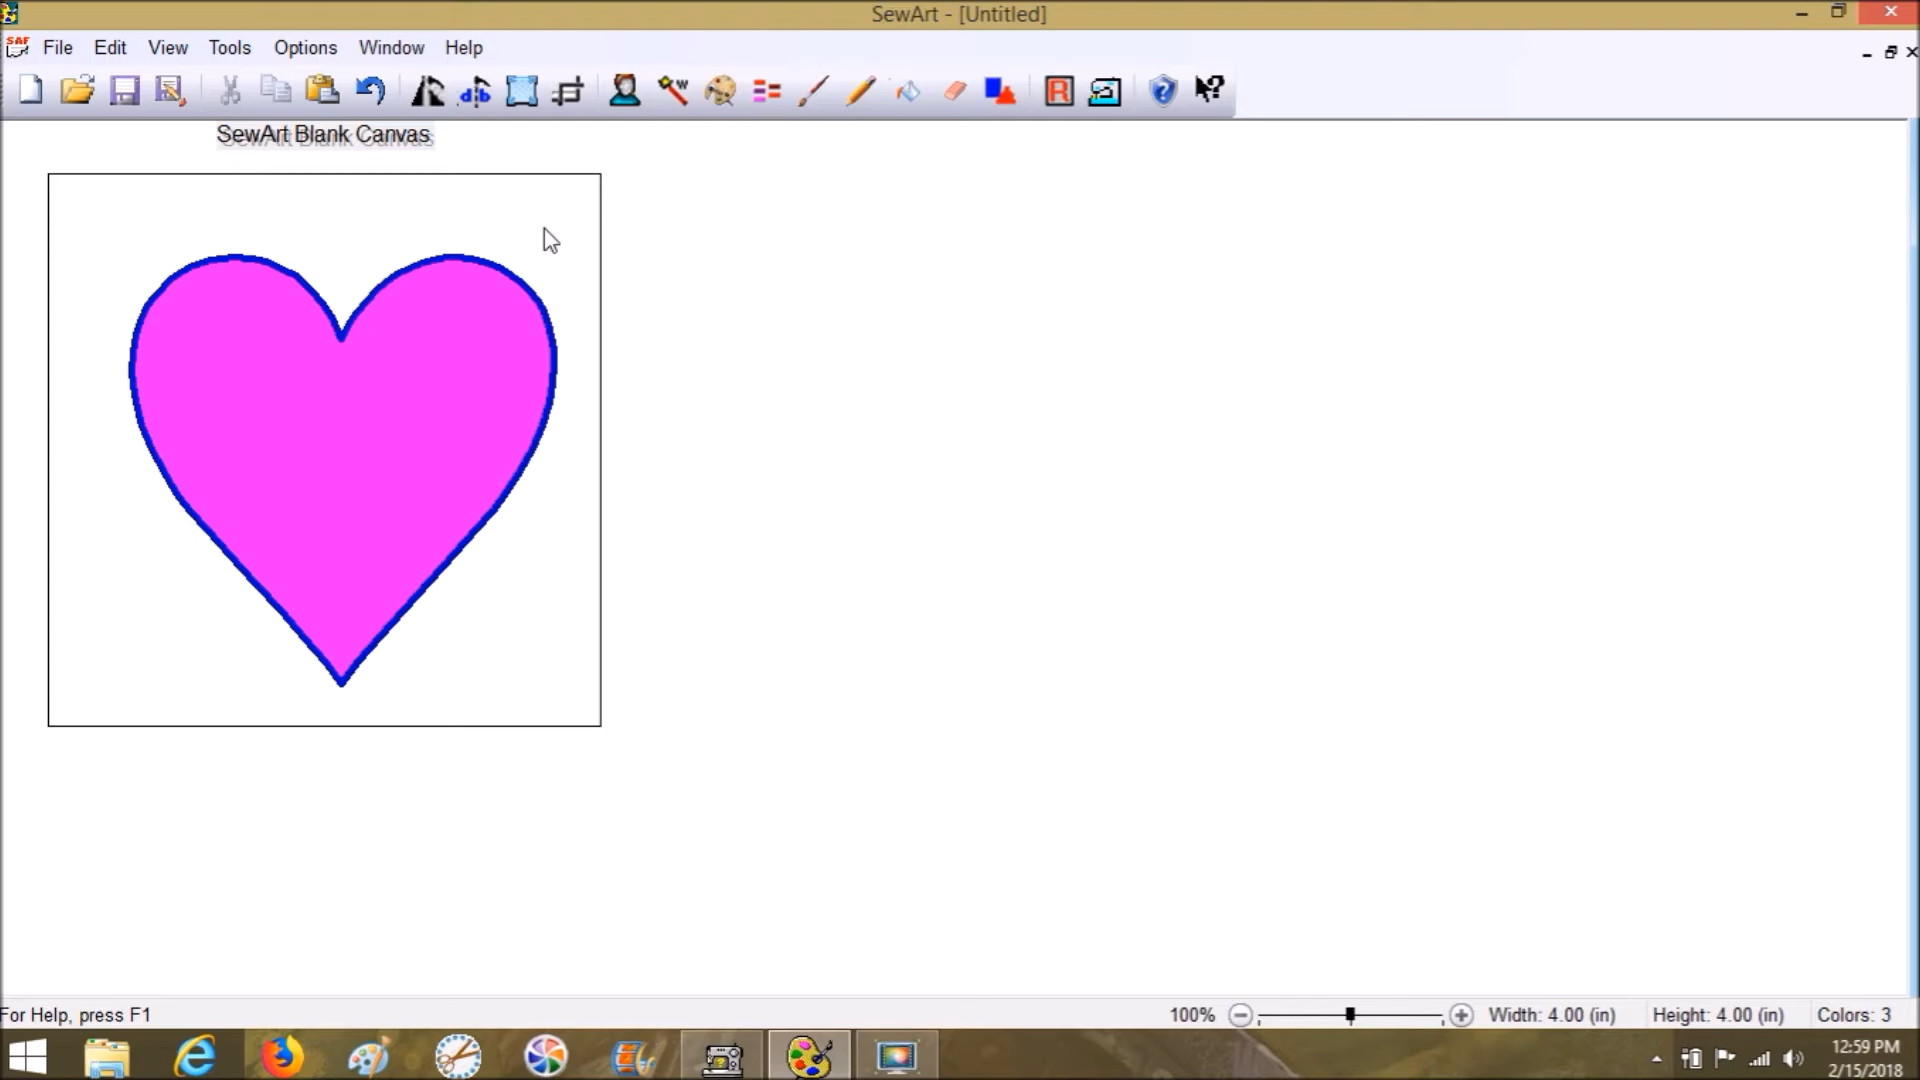 SewArt - [Untitled]
SAF File Edit View Tools Options Window Help
SewArt Blank Canvas
For Help, press F1
100% Width: 4.00 (in) Height: 4.00 (in) Colors: 3
12:59 PM
2/15/2018